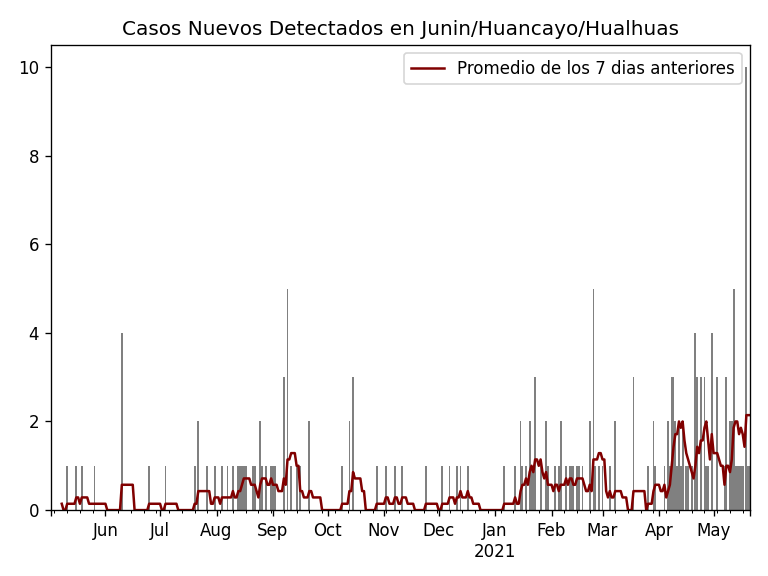 Casos Nuevos Detectados en Junin/Huancayo/Hualhuas
Promedio de los 7 dias anteriores
10
8
6
4
2
0
Jun Jul Aug Sep Oct Nov Dec Jan Feb Mar Apr May
2021